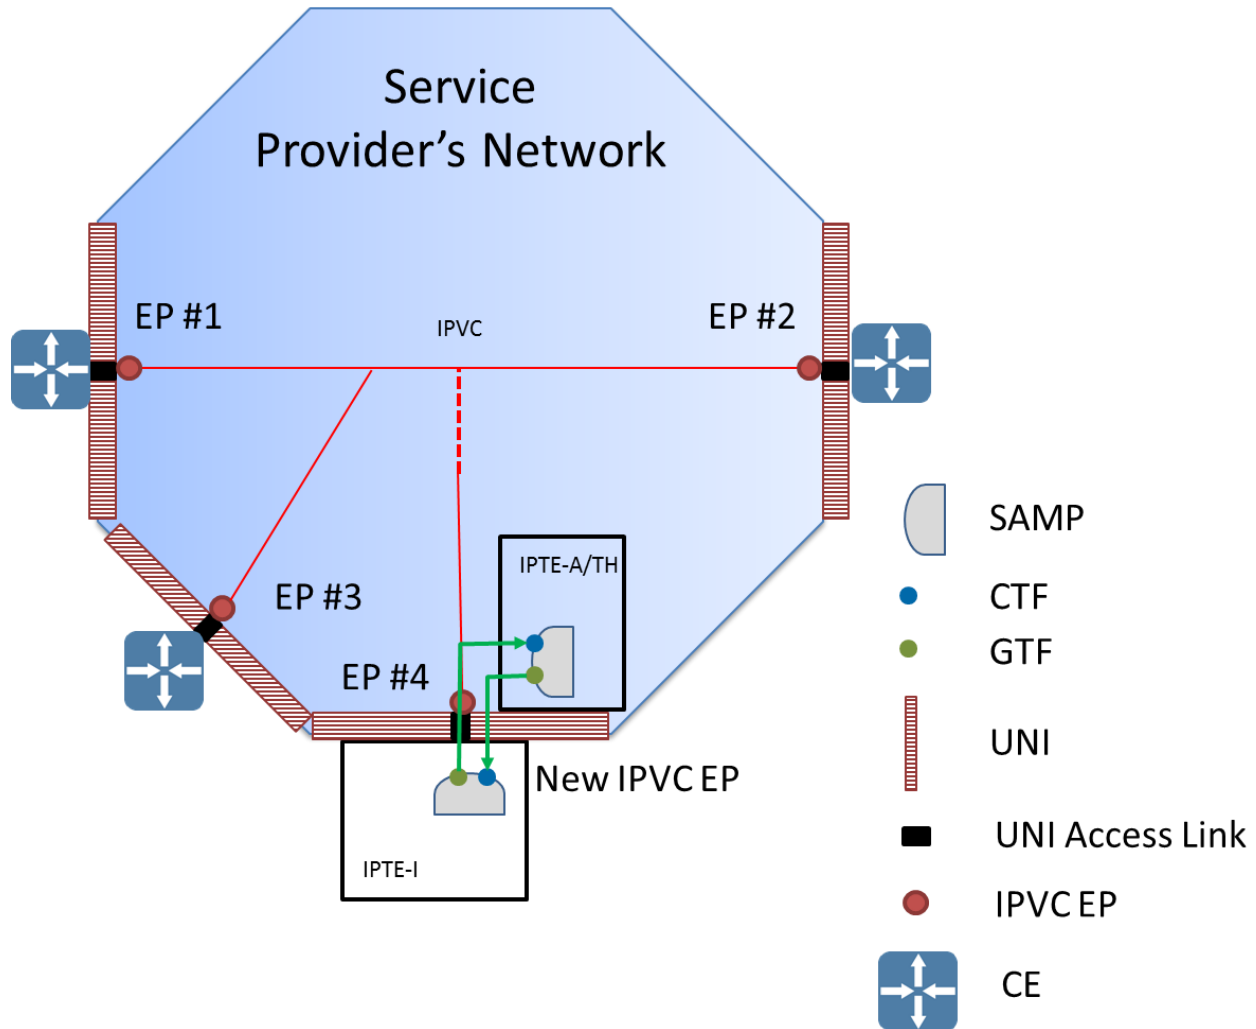 Service
Provider's Network
EP #1
IPVC
EP #2
SAMP
IPTE-A/TH
CTF
EP #3
GTF
EP #4
UNI
New IPVC EP
UNI Access Link
IPTE-I
IPVC EP
CE